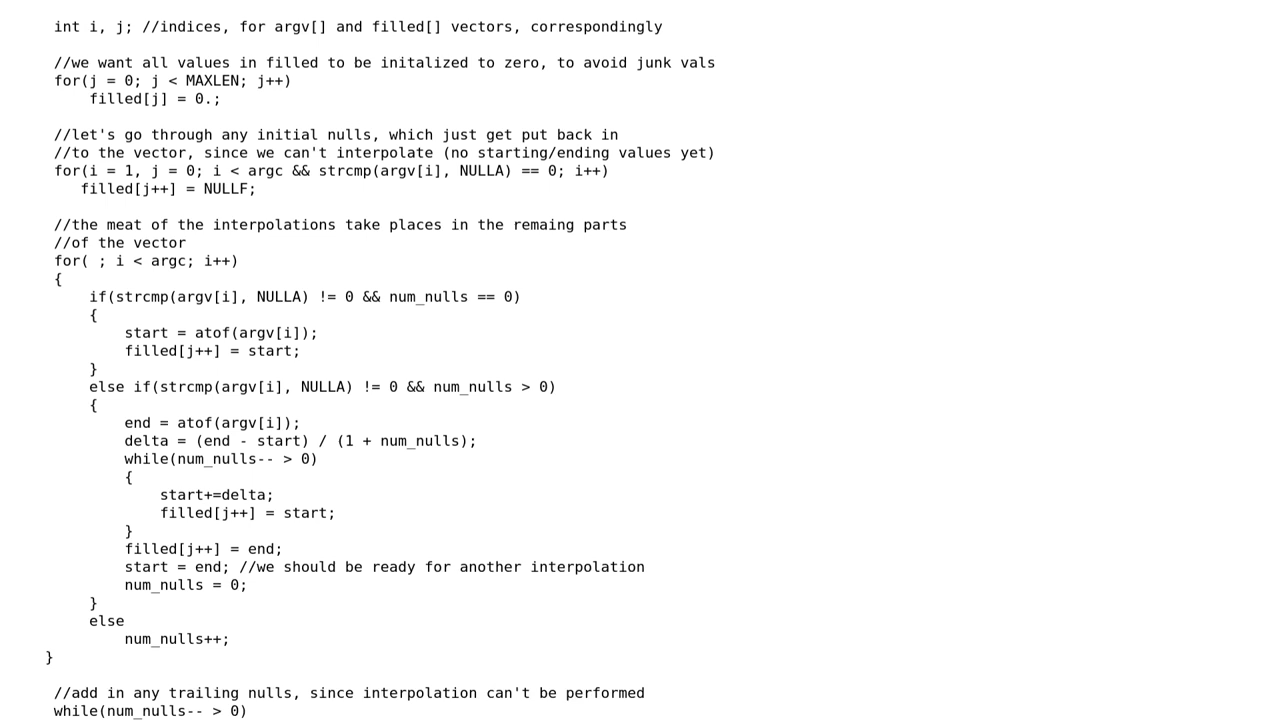 int i, j; //indices, for argv[] and filled[] vectors, correspondingly
//we want all values in filled to be initalized to zero, to avoid junk vals
for(j = 0; j < MAXLEN; j++)
filled[j] = 0.;
//let's go through any initial nulls, which just get put back in
//to the vector, since we can't interpolate (no starting/ending values yet)
for(i = 1, j = 0; i < argc && strcmp(argv[i], NULLA) == 0; i++)
filled[j++] = NULLF;
//the meat of the interpolations take places in the remaing parts
//of the vector
for( ; i < argc; i++)
{
if(strcmp(argv[i], NULLA) != 0 && num_nulls == 0)
{
start = atof(argv[i]);
filled[j++] = start;
}
else if(strcmp(argv[i], NULLA) != 0 && num_nulls > 0)
{
end = atof(argv[i]);
delta = (end - start) / (1 + num_nulls);
while(num_nulls-- > 0)
{
start+=delta;
filled[j++] = start;
}
filled[j++] = end;
start = end; //we should be ready for another interpolation
num_nulls = 0;
}
else
num_nulls++;
}
//add in any trailing nulls, since interpolation can't be performed
while(num_nulls-- > 0)